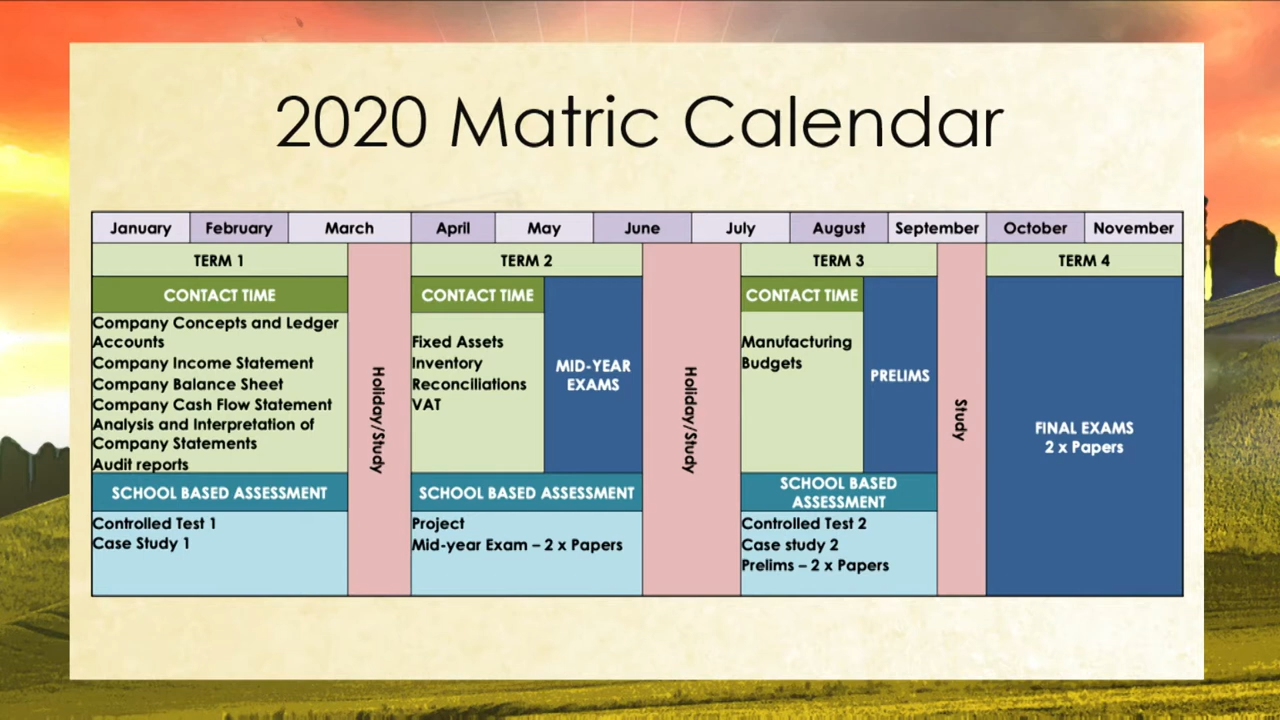 2020 Matric Calendar
January February March April May June July August September October November
TERM 1 TERM 2 TERM 3 TERM 4
CONTACT TIME
Company Concepts and Ledger
Accounts
Company Income Statement
Company Balance Sheet
Company Cash Flow Statement
Analysis and Interpretation of
Company Statements
Audit reports
SCHOOL BASED ASSESSMENT
Controlled Test 1
Case Study 1
Holiday/Study
CONTACT TIME
Fixed Assets
Inventory
Reconciliations
VAT
MID-YEAR
EXAMS
SCHOOL BASED ASSESSMENT
Project
Mid-year Exam – 2 x Papers
Holiday/Study
CONTACT TIME
Manufacturing
Budgets
PRELIMS
SCHOOL BASED
ASSESSMENT
Controlled Test 2
Case study 2
Prelims – 2 x Papers
Study
FINAL EXAMS
2 x Papers